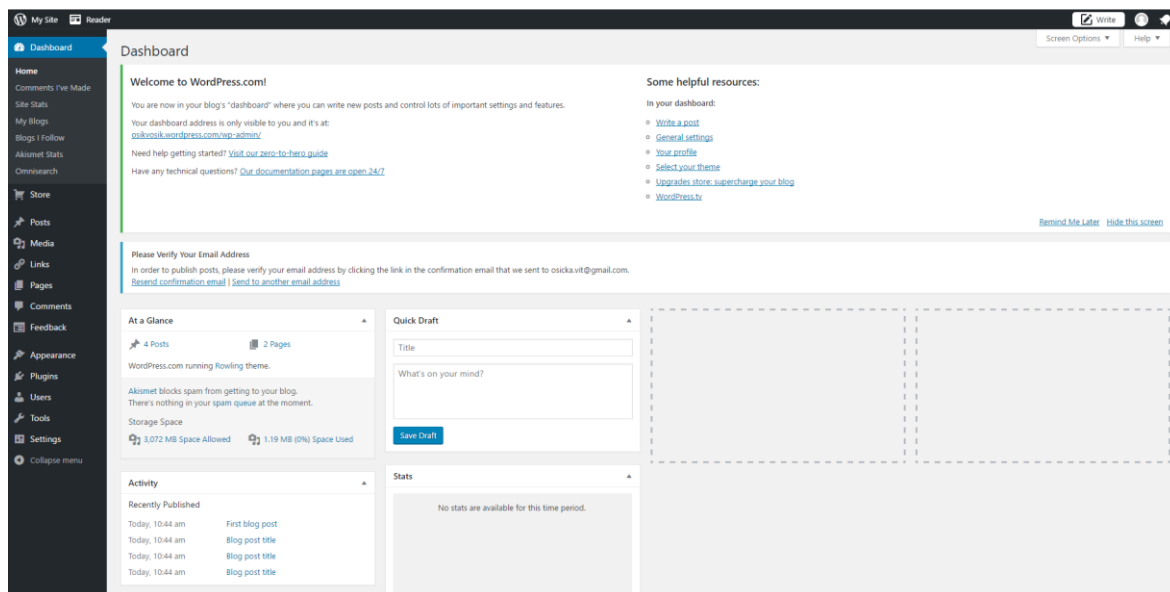 My Site Reader Write
Screen Options Help
Dashboard
Home
Comments I've Made
Site Stats
My Blogs
Blogs I Follow
Akismet Stats
Omnisearch
Store
Posts
Media
Links
Pages
Comments
Feedback
Appearance
Plugins
Users
Tools
Settings
Collapse menu
Dashboard
Welcome to WordPress.com!
You are now in your blog's "dashboard" where you can write new posts and control lots of important settings and features.
Your dashboard address is only visible to you and it's at:
osikvosik.wordpress.com/wp-admin/
Need help getting started? Visit our zero-to-hero guide
Have any technical questions? Our documentation pages are open 24/7
Some helpful resources:
In your dashboard:
Write a post
General settings
Your profile
Select your theme
Upgrades store: supercharge your blog
WordPress.tv
Remind Me Later Hide this screen
Please Verify Your Email Address
In order to publish posts, please verify your email address by clicking the link in the confirmation email that we sent to osicka.vit@gmail.com.
Resend confirmation email | Send to another email address
At a Glance
4 Posts 2 Pages
WordPress.com running Rowling theme.
Akismet blocks spam from getting to your blog.
There's nothing in your spam queue at the moment.
Storage Space
3,072 MB Space Allowed 1.19 MB (0%) Space Used
Activity
Recently Published
Today, 10:44 am First blog post
Today, 10:44 am Blog post title
Today, 10:44 am Blog post title
Today, 10:44 am Blog post title
Quick Draft
Title
What's on your mind?
Save Draft
Stats
No stats are available for this time period.